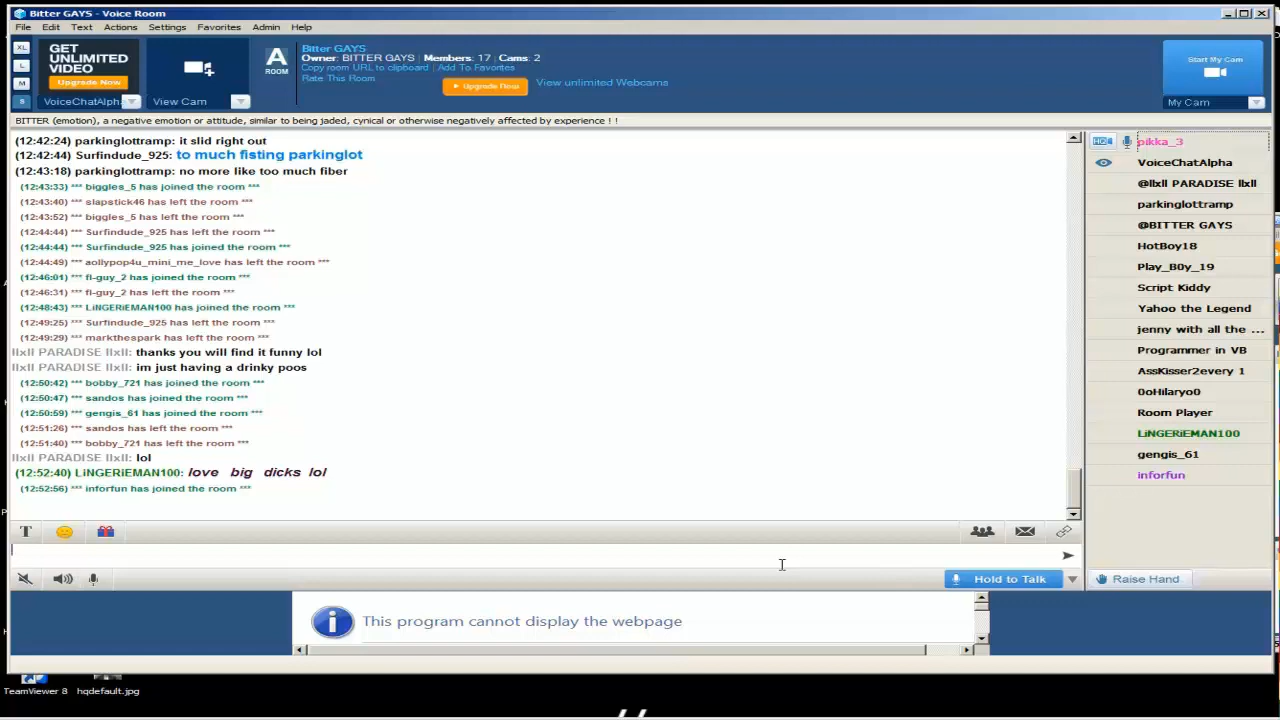 Bitter GAYS - Voice Room
File Edit Text Actions Settings Favorites Admin Help
XL
L
M
S
GET
UNLIMITED
VIDEO
Upgrade Now
VoiceChatAlph
View Cam
A
ROOM
Bitter GAYS
Owner: BITTER GAYS | Members: 17 | Cams: 2
Copy room URL to clipboard | Add To Favorites
Rate This Room
Upgrade Now
View unlimited Webcams
Start My Cam
My Cam
BITTER (emotion), a negative emotion or attitude, similar to being jaded, cynical or otherwise negatively affected by experience ! !
(12:42:24) parkinglottramp: it slid right out
(12:42:44) Surfindude_925: to much fisting parkinglot
(12:43:18) parkinglottramp: no more like too much fiber
(12:43:33) *** biggles_5 has joined the room ***
(12:43:40) *** slapstick46 has left the room ***
(12:43:52) *** biggles_5 has left the room ***
(12:44:44) *** Surfindude_925 has left the room ***
(12:44:44) *** Surfindude_925 has joined the room ***
(12:44:49) *** aollypop4u_mini_me_love has left the room ***
(12:46:01) *** fl-guy_2 has joined the room ***
(12:46:31) *** fl-guy_2 has left the room ***
(12:48:43) *** LiNGERiEMAN100 has joined the room ***
(12:49:25) *** Surfindude_925 has left the room ***
(12:49:29) *** markthespark has left the room ***
llxll PARADISE llxll: thanks you will find it funny lol
llxll PARADISE llxll: im just having a drinky poos
(12:50:42) *** bobby_721 has joined the room ***
(12:50:47) *** sandos has joined the room ***
(12:50:59) *** gengis_61 has joined the room ***
(12:51:26) *** sandos has left the room ***
(12:51:40) *** bobby_721 has left the room ***
llxll PARADISE llxll: lol
(12:52:40) LiNGERiEMAN100: love big dicks lol
(12:52:56) *** inforfun has joined the room ***
HQ
pikka_3
VoiceChatAlpha
@llxll PARADISE llxll
parkinglottramp
@BITTER GAYS
HotBoy18
Play_B0y_19
Script Kiddy
Yahoo the Legend
jenny with all the ...
Programmer in VB
AssKisser2every 1
0oHilaryo0
Room Player
LiNGERiEMAN100
gengis_61
inforfun
T
Hold to Talk
Raise Hand
This program cannot display the webpage
TeamViewer 8 hqdefault.jpg